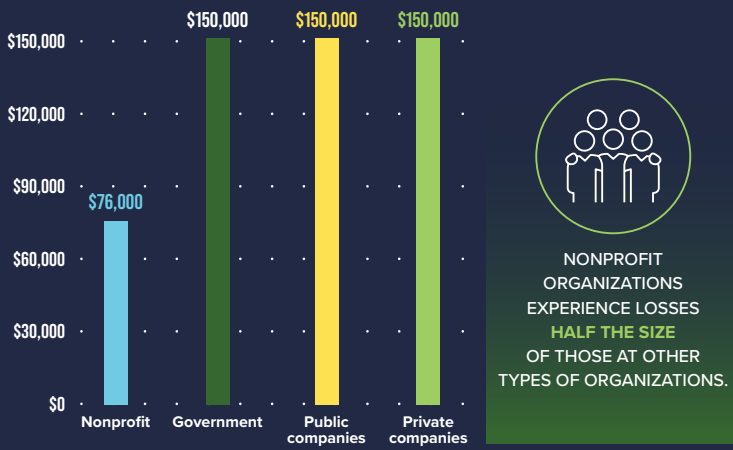 $150,000 $150,000 $150,000
$150,000
$120,000
$90,000
$76,000
$60,000
$30,000
$0
Nonprofit Government Public companies Private companies
NONPROFIT
ORGANIZATIONS
EXPERIENCE LOSSES
HALF THE SIZE
OF THOSE AT OTHER
TYPES OF ORGANIZATIONS.